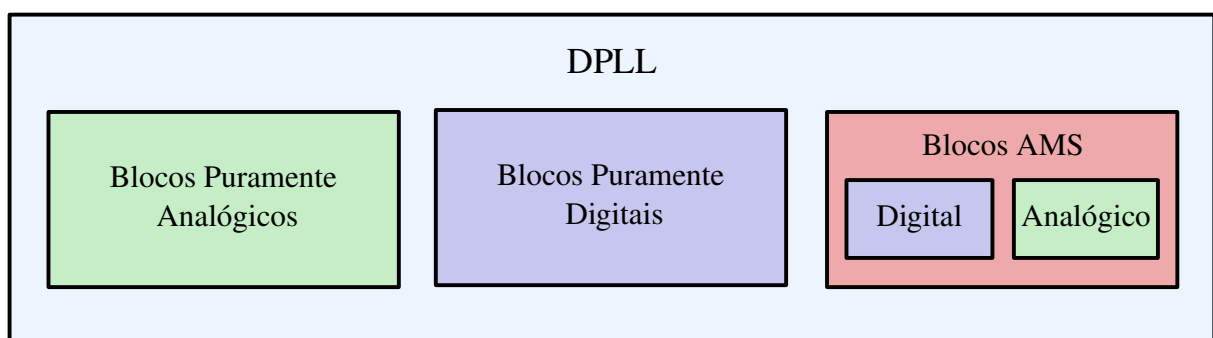 DPLL
Blocos Puramente
Analógicos
Blocos Puramente
Digitais
Blocos AMS
Digital
Analógico